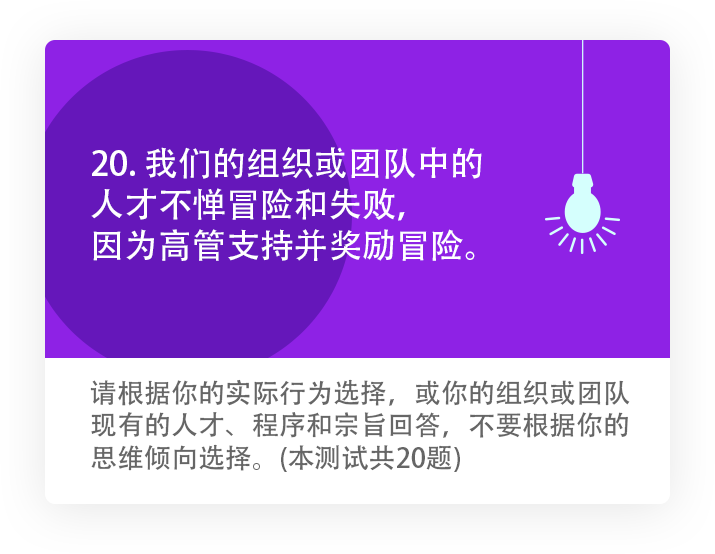 20. 我们的组织或团队中的
人才不惮冒险和失败,
因为高管支持并奖励冒险。
请根据你的实际行为选择，或你的组织或团队
现有的人才、程序和宗旨回答，不要根据你的
思维倾向选择。(本测试共20题)